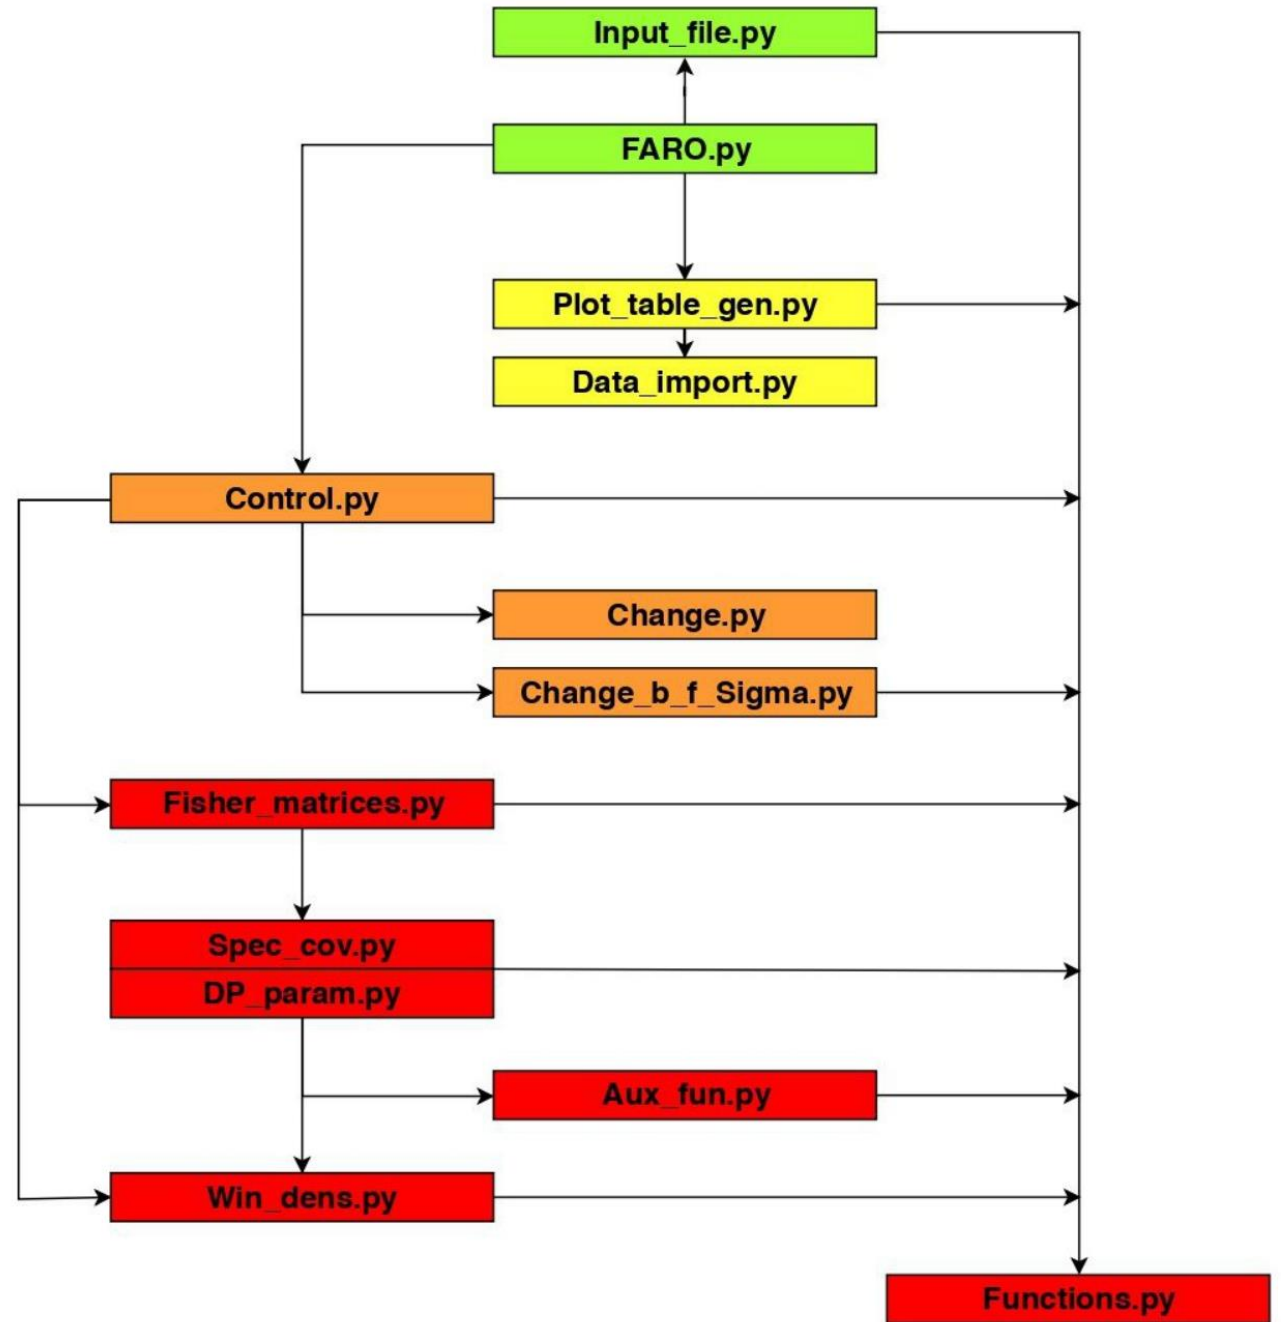 Input_file.py
FARO.py
Plot_table_gen.py
Data_import.py
Control.py
Change.py
Change_b_f_Sigma.py
Fisher_matrices.py
Spec_cov.py
DP_param.py
Aux_fun.py
Win_dens.py
Functions.py